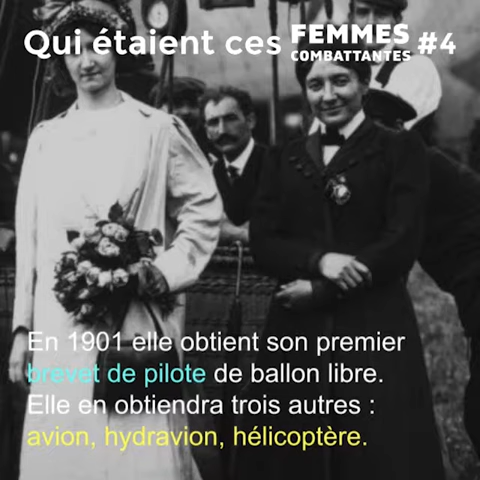 Qui étaient ces FEMMES COMBATTANTES #4
En 1901 elle obtient son premier
brevet de pilote de ballon libre.
Elle en obtiendra trois autres :
avion, hydravion, hélicoptère.